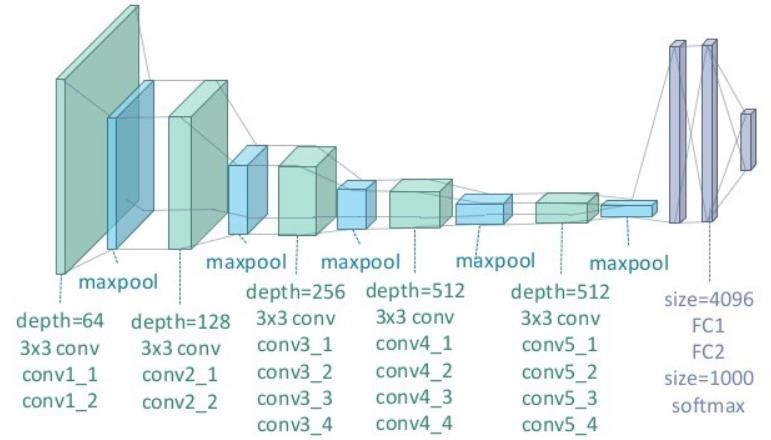 maxpool
maxpool
maxpool
maxpool
maxpool
depth=64
3x3 conv
conv1_1
conv1_2
depth=128
3x3 conv
conv2_1
conv2_2
depth=256
3x3 conv
conv3_1
conv3_2
conv3_3
conv3_4
depth=512
3x3 conv
conv4_1
conv4_2
conv4_3
conv4_4
depth=512
3x3 conv
conv5_1
conv5_2
conv5_3
conv5_4
size=4096
FC1
FC2
size=1000
softmax